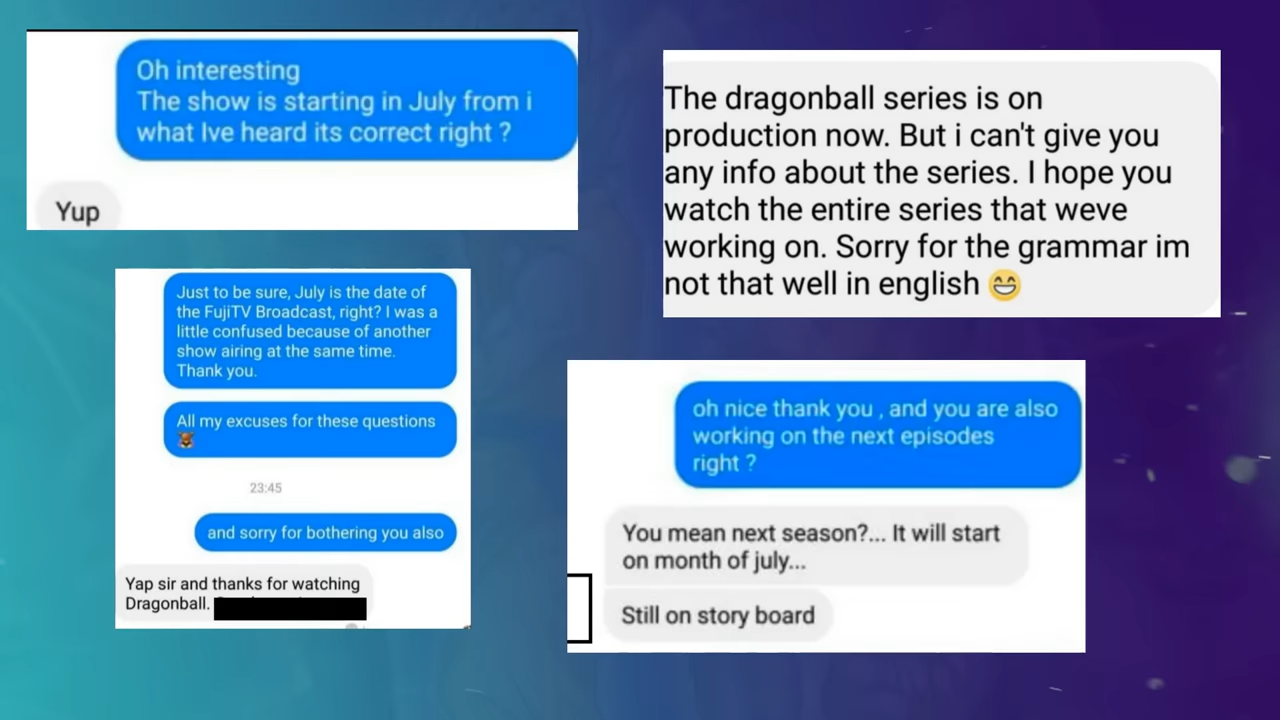 Oh interesting
The show is starting in July from i
what Ive heard its correct right ?
Yup
The dragonball series is on
production now. But i can't give you
any info about the series. I hope you
watch the entire series that weve
working on. Sorry for the grammar im
not that well in english 😁
Just to be sure, July is the date of
the FujiTV Broadcast, right? I was a
little confused because of another
show airing at the same time.
Thank you.
All my excuses for these questions
23:45
and sorry for bothering you also
Yap sir and thanks for watching
Dragonball.
oh nice thank you , and you are also
working on the next episodes
right ?
You mean next season?... It will start
on month of july...
Still on story board